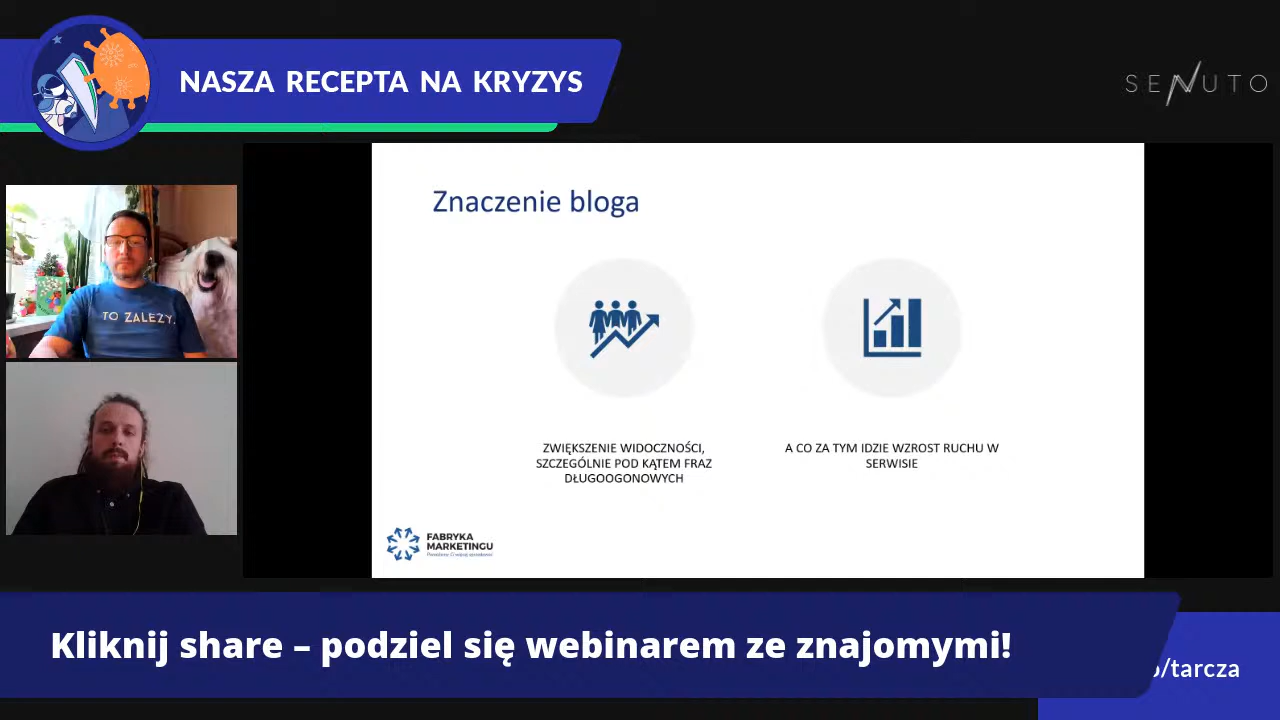 NASZA RECEPTA NA KRYZYS
SENUTO
TO ZALEŻY.
Znaczenie bloga
ZWIĘKSZENIE WIDOCZNOŚCI,
SZCZEGÓLNIE POD KĄTEM FRAZ
DŁUGOOGONOWYCH
A CO ZA TYM IDZIE WZROST RUCHU W
SERWISIE
FABRYKA
MARKETINGU
Kliknij share – podziel się webinarem ze znajomymi!
/tarcza